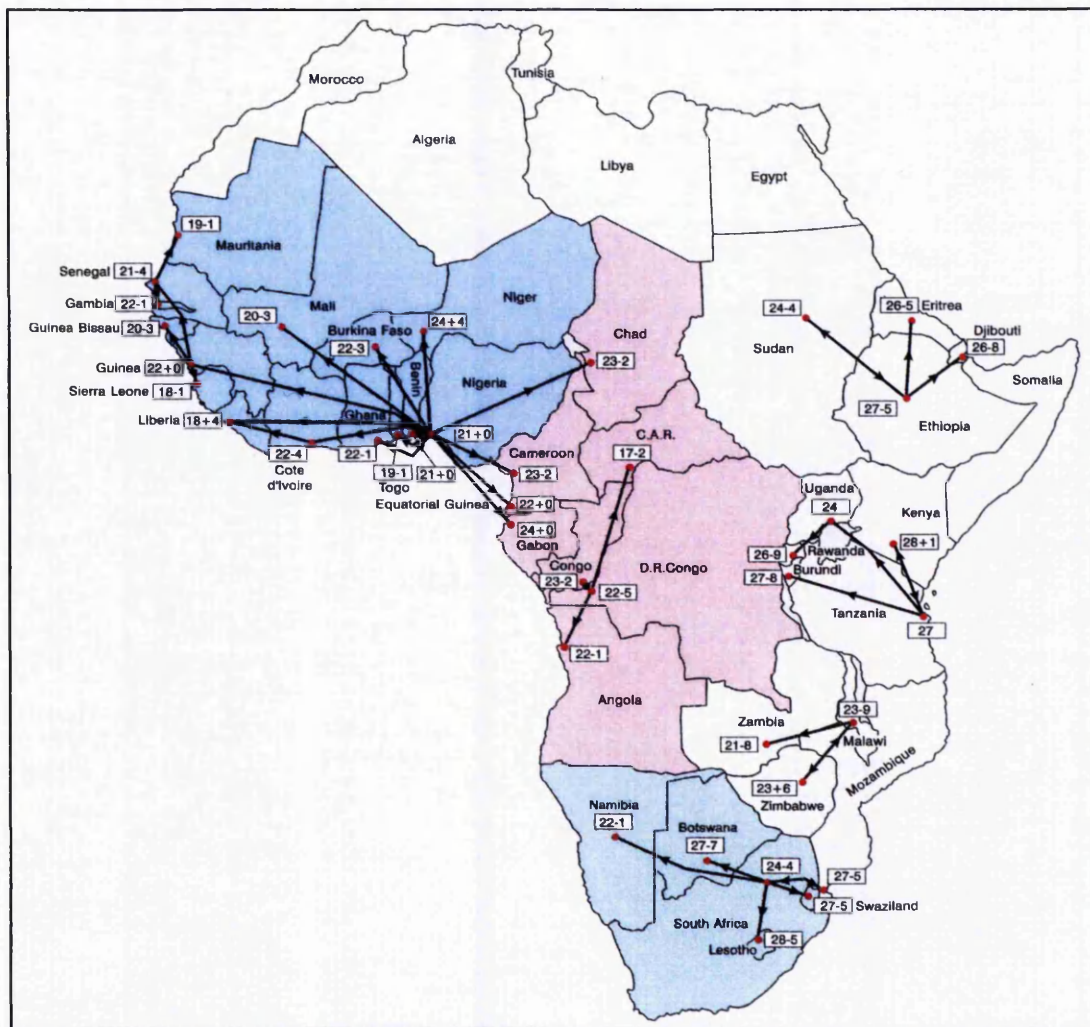 Morocco
Tunisia
Algeria
Libya
Egypt
19-1
Mauritania
Senegal
21-4
Gambia
22-1
Guinea Bissau
20-3
Mali
20-3
Niger
24+4
Burkina Faso
22-3
Chad
23-2
24-4
Sudan
26-5
Eritrea
Djibouti
26-8
Somalia
Guinea
22+0
Sierra Leone
18-1
Benin
Nigeria
27-5
Ethiopia
Liberia
18+4
Ghana
22-4
Cote
d'Ivoire
22-1
19-1
Togo
21+0
21+0
Cameroon
23-2
C.A.R.
17-2
Equatorial Guinea
22+0
24+0
Gabon
Uganda
24
Kenya
28+1
Congo
23-2
22-5
D.R.Congo
26-9
Rawanda
27-8
Burundi
Tanzania
27
22-1
Angola
Zambia
21-8
23-9
Malawi
Mozambique
23+6
Zimbabwe
Namibia
22-1
Botswana
27-7
24-4
27-5
27-5
Swaziland
South Africa
Lesotho
28-5